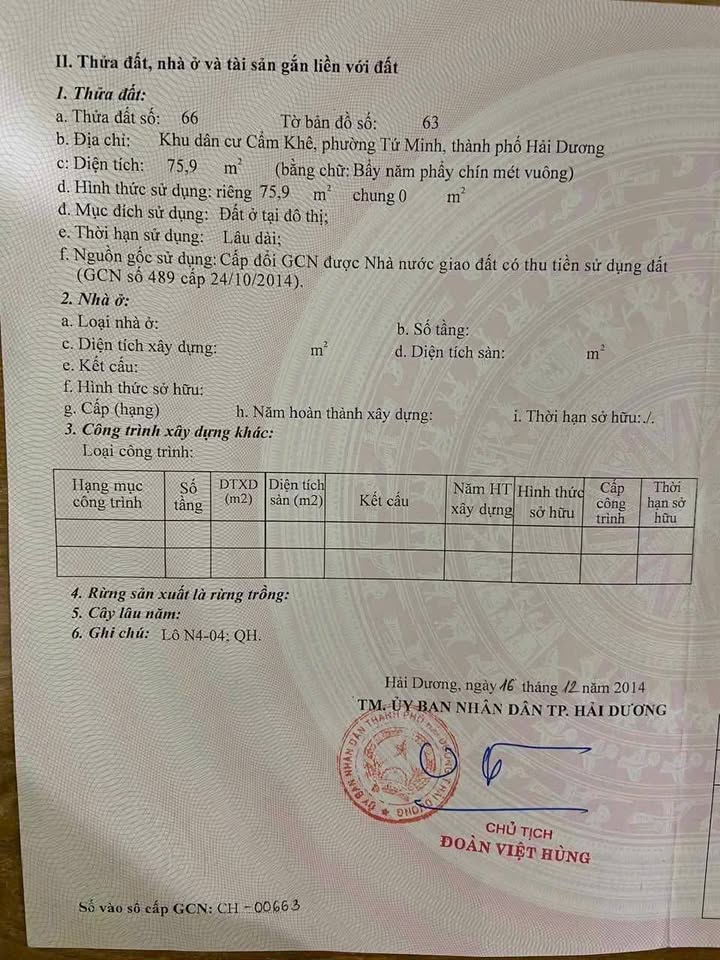 II. Thửa đất, nhà ở và tài sản gắn liền với đất
1. Thửa đất:
a. Thửa đất số: 66 Tờ bản đồ số: 63
b. Địa chỉ: Khu dân cư Cẩm Khê, phường Tứ Minh, thành phố Hải Dương
c: Diện tích: 75,9 m² (bằng chữ: Bẩy năm phẩy chín mét vuông)
d. Hình thức sử dụng: riêng 75,9 m² chung 0 m²
đ. Mục đích sử dụng: Đất ở tại đô thị;
e. Thời hạn sử dụng: Lâu dài;
f. Nguồn gốc sử dụng: Cấp đổi GCN được Nhà nước giao đất có thu tiền sử dụng đất
(GCN số 489 cấp 24/10/2014).
2. Nhà ở:
a. Loại nhà ở: b. Số tầng:
c. Diện tích xây dựng: m² d. Diện tích sàn: m²
e. Kết cấu:
f. Hình thức sở hữu:
g. Cấp (hạng) h. Năm hoàn thành xây dựng: i. Thời hạn sở hữu:./.
3. Công trình xây dựng khác:
Loại công trình:
Hạng mục công trình Số tầng DTXD (m2) Diện tích sàn (m2) Kết cấu Năm HT xây dựng Hình thức sở hữu Cấp công trình Thời hạn sở hữu
4. Rừng sản xuất là rừng trồng:
5. Cây lâu năm:
6. Ghi chú: Lô N4-04; QH.
Hải Dương, ngày 16 tháng 12 năm 2014
TM. ỦY BAN NHÂN DÂN TP. HẢI DƯƠNG
ỦY BAN NHÂN DÂN THÀNH PHỐ HẢI DƯƠNG
CHỦ TỊCH
ĐOÀN VIỆT HÙNG
Số vào sổ cấp GCN: CH - 00663